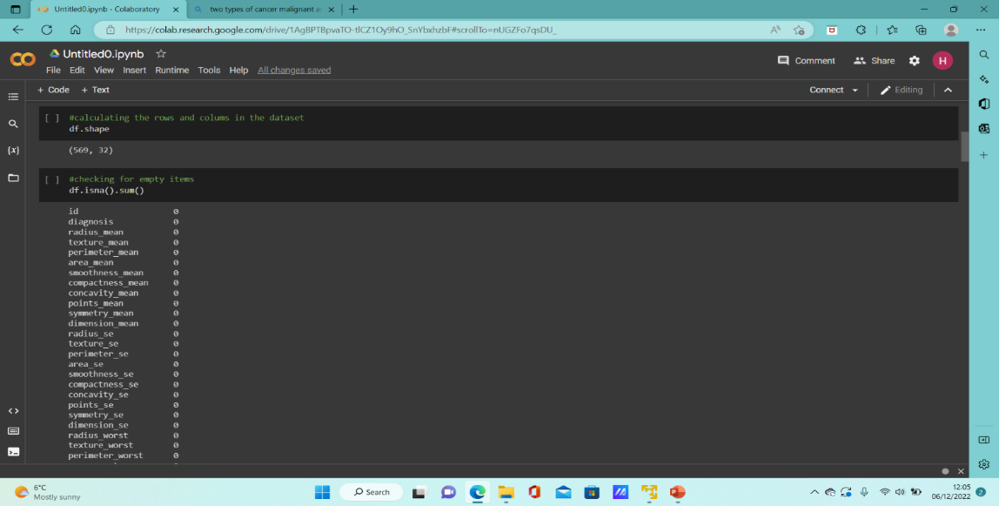 Untitled0.ipynb - Colaboratory
two types of cancer malignant an
https://colab.research.google.com/drive/1AgBPTBpvaTO-tlCZ1Oy9hO_SnYbxhzbF#scrollTo=nUGZFo7qsDU_
Untitled0.ipynb
File Edit View Insert Runtime Tools Help All changes saved
Comment Share H
+ Code + Text
Connect Editing
[ ] #calculating the rows and colums in the dataset
df.shape
(569, 32)
[ ] #checking for empty items
df.isna().sum()
id 0
diagnosis 0
radius_mean 0
texture_mean 0
perimeter_mean 0
area_mean 0
smoothness_mean 0
compactness_mean 0
concavity_mean 0
points_mean 0
symmetry_mean 0
dimension_mean 0
radius_se 0
texture_se 0
perimeter_se 0
area_se 0
smoothness_se 0
compactness_se 0
concavity_se 0
points_se 0
symmetry_se 0
dimension_se 0
radius_worst 0
texture_worst 0
perimeter_worst 0
6°C
Mostly sunny
Search
12:05
06/12/2022
2